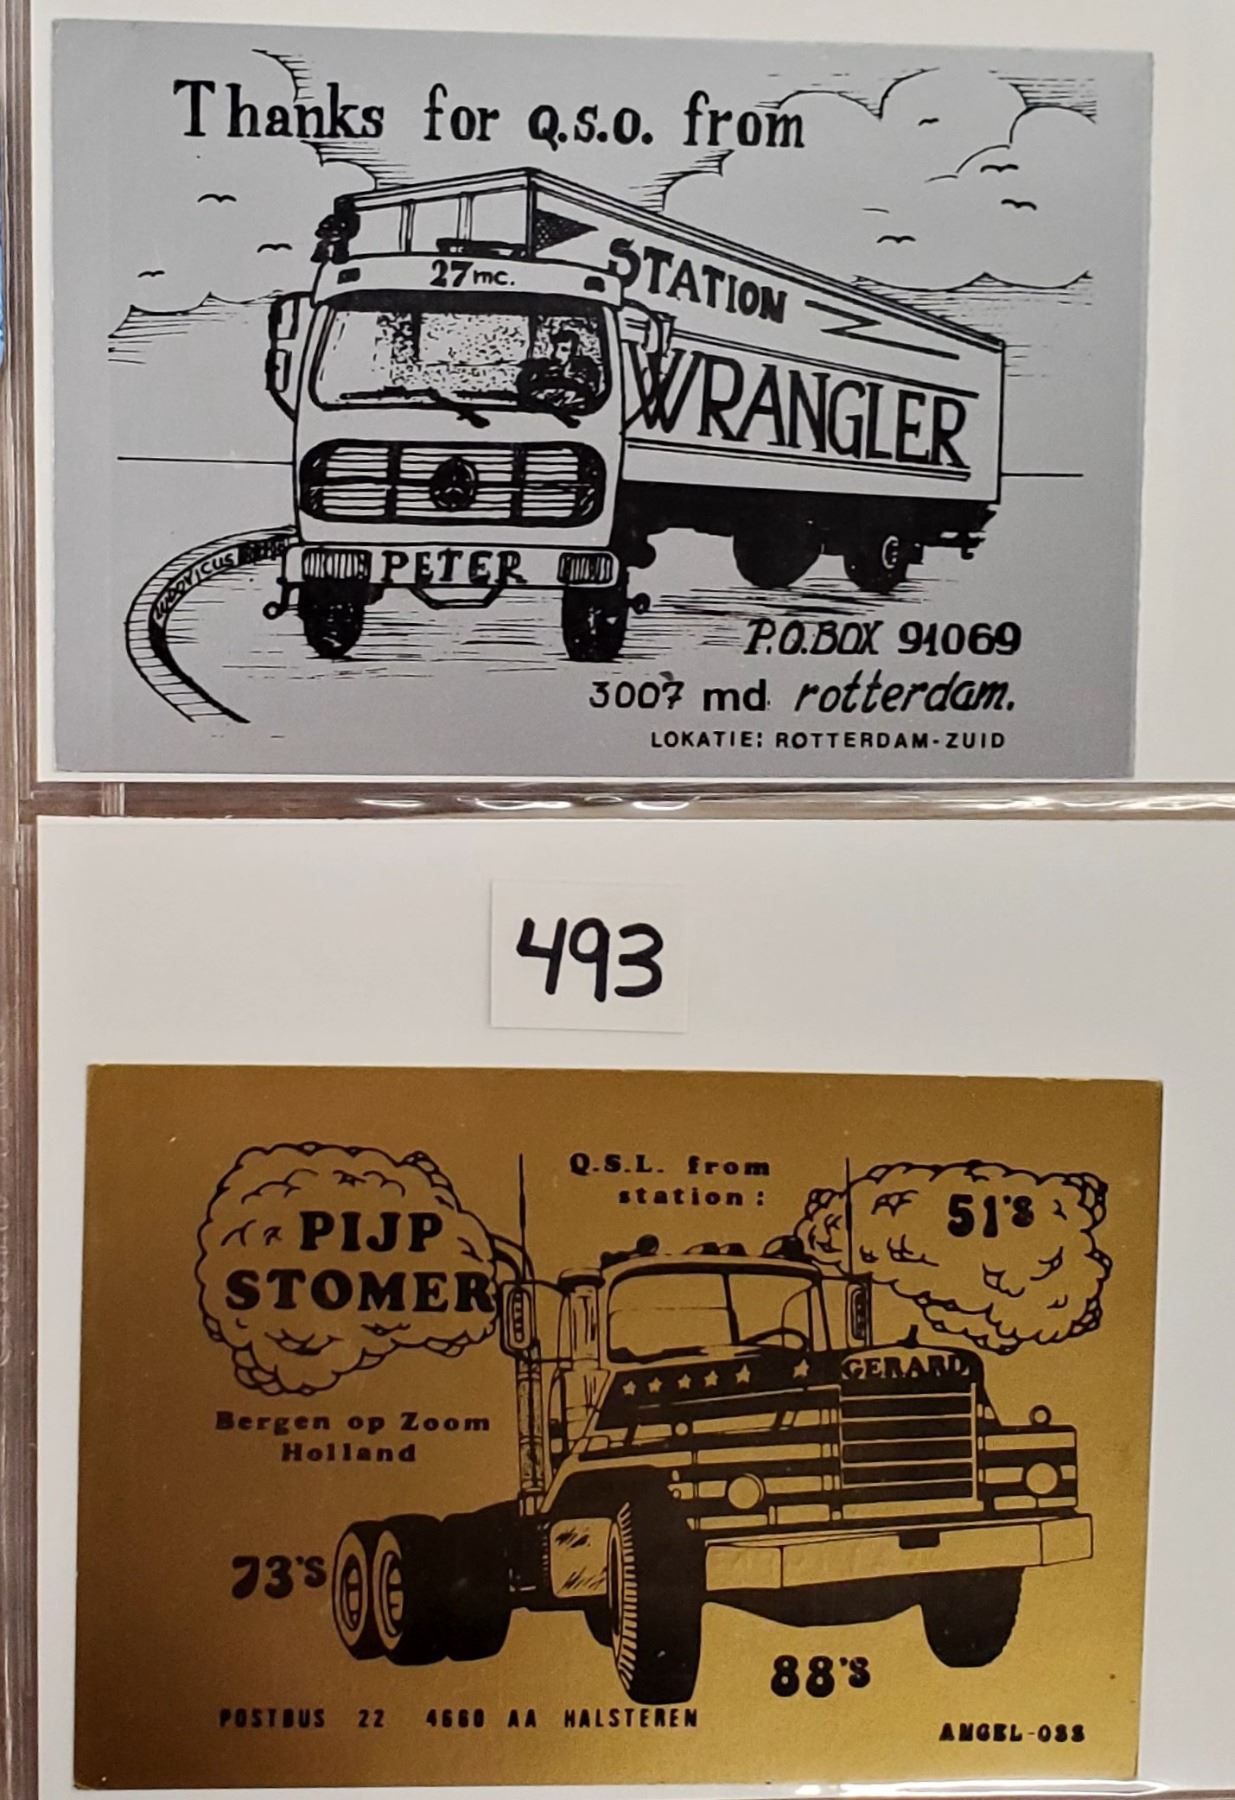 Thanks for Q.S.O. from
27mc.
STATION
WRANGLER
PETER
P.O.BOX 91069
3007 md. rotterdam.
LOKATIE: ROTTERDAM-ZUID
493
Q.S.L. from
station:
PIJP
STOMER
51'S
GERARD
Bergen op Zoom
Holland
73'S
88'S
POSTBUS 22 4660 AA HALSTEREN
ANGEL-088